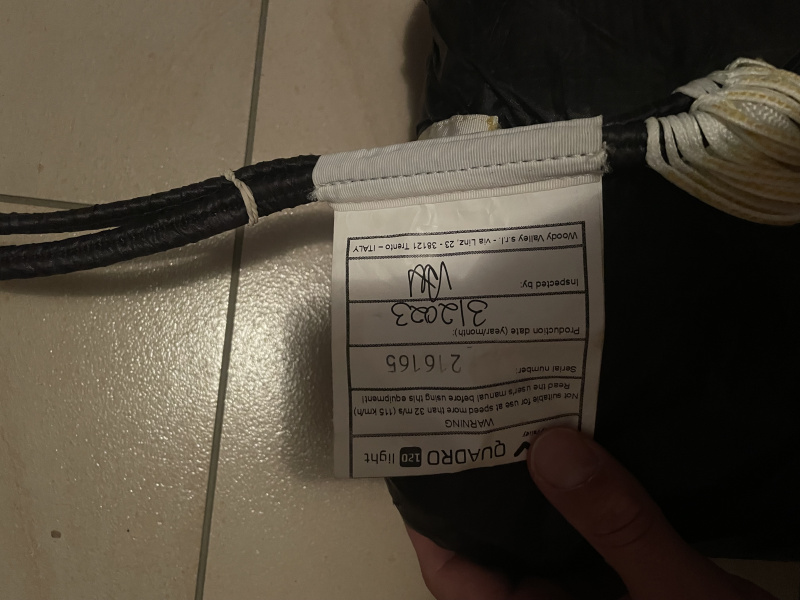 QUADRO 120 light
WARNING
Not suitable for use at speed more than 32 m/s (115 km/h)
Read the user's manual before using this equipment!
Serial number:
216165
Production date (year/month):
3/2023
Inspected by:
Woody Valley s.r.l. - via Linz, 23 - 38121 Trento – ITALY